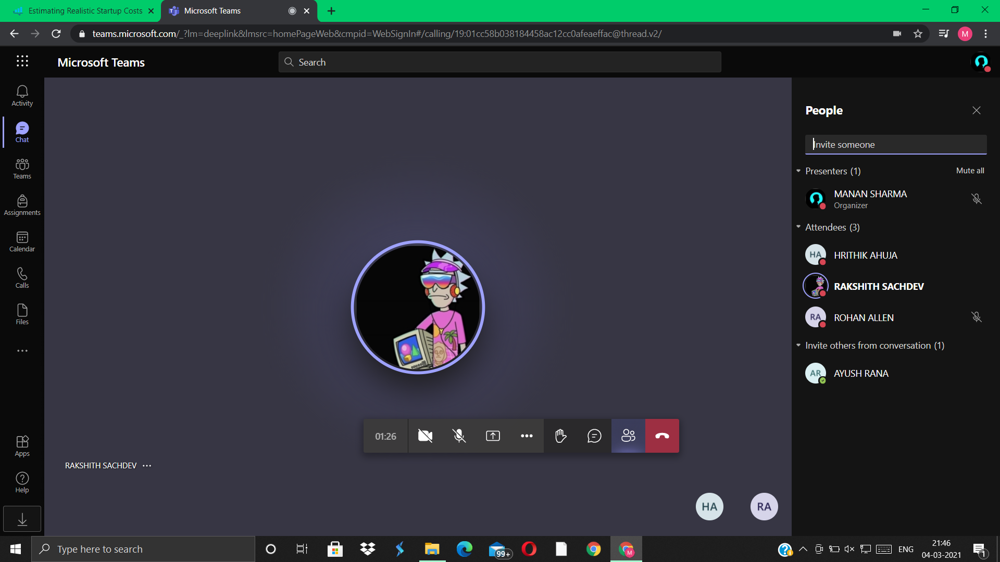 Estimating Realistic Startup Costs
Microsoft Teams
teams.microsoft.com/_?lm=deeplink&lmsrc=homePageWeb&cmpid=WebSignIn#/calling/19:01cc58b038184458ac12cc0afeaeffac@thread.v2/
M
Microsoft Teams
Search
Activity
Chat
Teams
Assignments
Calendar
Calls
Files
Apps
Help
People
Invite someone
Presenters (1)
Mute all
MANAN SHARMA
Organizer
Attendees (3)
HA
HRITHIK AHUJA
RAKSHITH SACHDEV
RA
ROHAN ALLEN
Invite others from conversation (1)
AR
AYUSH RANA
01:26
RAKSHITH SACHDEV
HA
RA
Type here to search
99+
M
ENG
21:46
04-03-2021
1